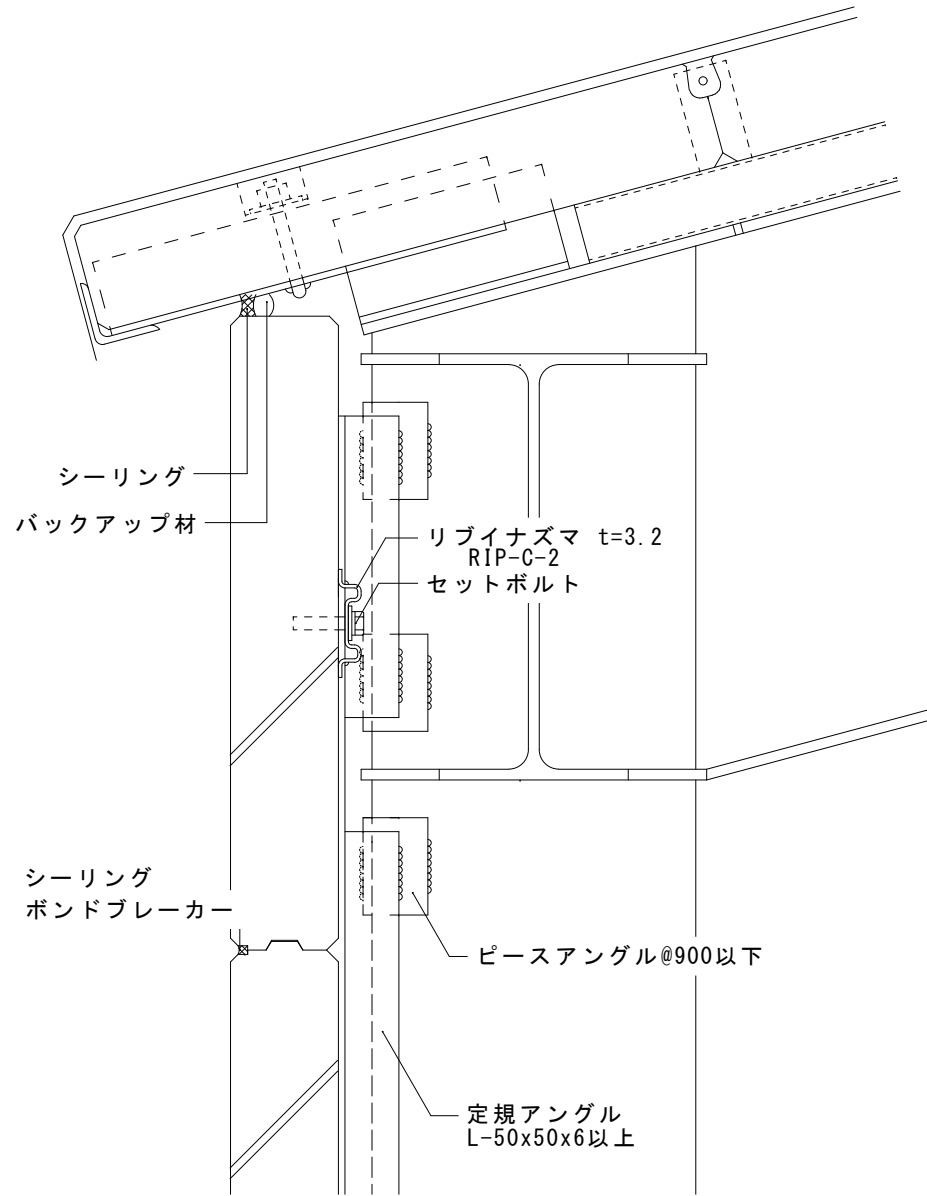 シーリング
バックアップ材
リブイナズマ t=3.2
RIP-C-2
セットボルト
シーリング
ボンドブレーカー
ピースアングル@900以下
定規アングル
L-50x50x6以上